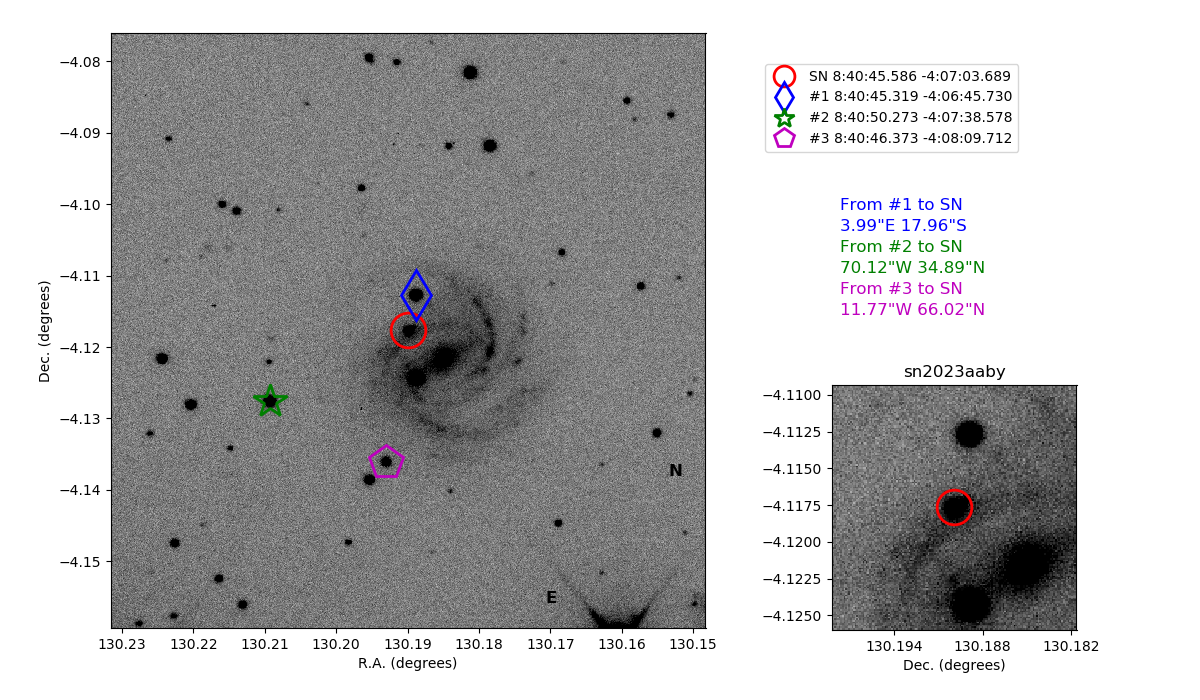 −4.08
−4.09
−4.10
−4.11
−4.12
−4.13
−4.14
−4.15
Dec. (degrees)
130.23 130.22 130.21 130.20 130.19 130.18 130.17 130.16 130.15
R.A. (degrees)
N
E
SN 8:40:45.586 -4:07:03.689
#1 8:40:45.319 -4:06:45.730
#2 8:40:50.273 -4:07:38.578
#3 8:40:46.373 -4:08:09.712
From #1 to SN
3.99"E 17.96"S
From #2 to SN
70.12"W 34.89"N
From #3 to SN
11.77"W 66.02"N
sn2023aaby
−4.1100
−4.1125
−4.1150
−4.1175
−4.1200
−4.1225
−4.1250
130.194 130.188 130.182
Dec. (degrees)